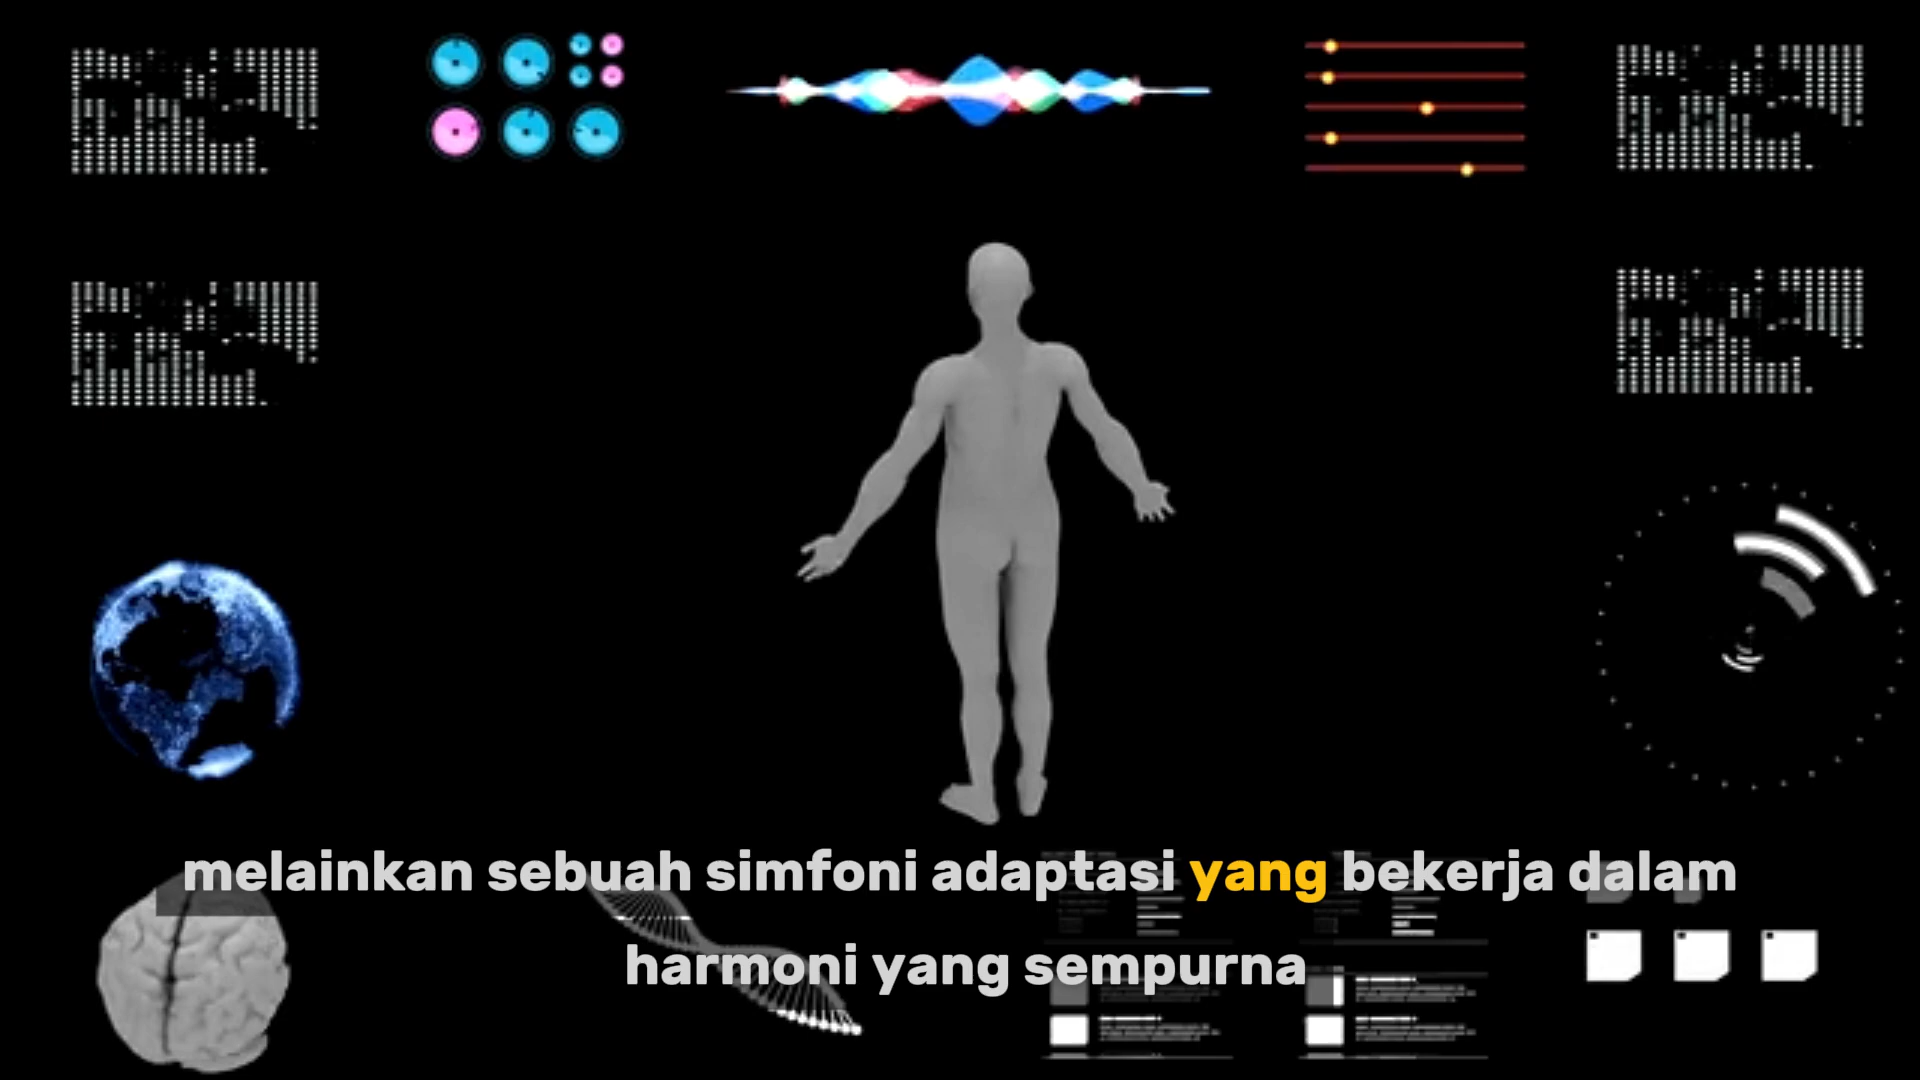 melainkan sebuah simfoni adaptasi yang bekerja dalam
harmoni yang sempurna